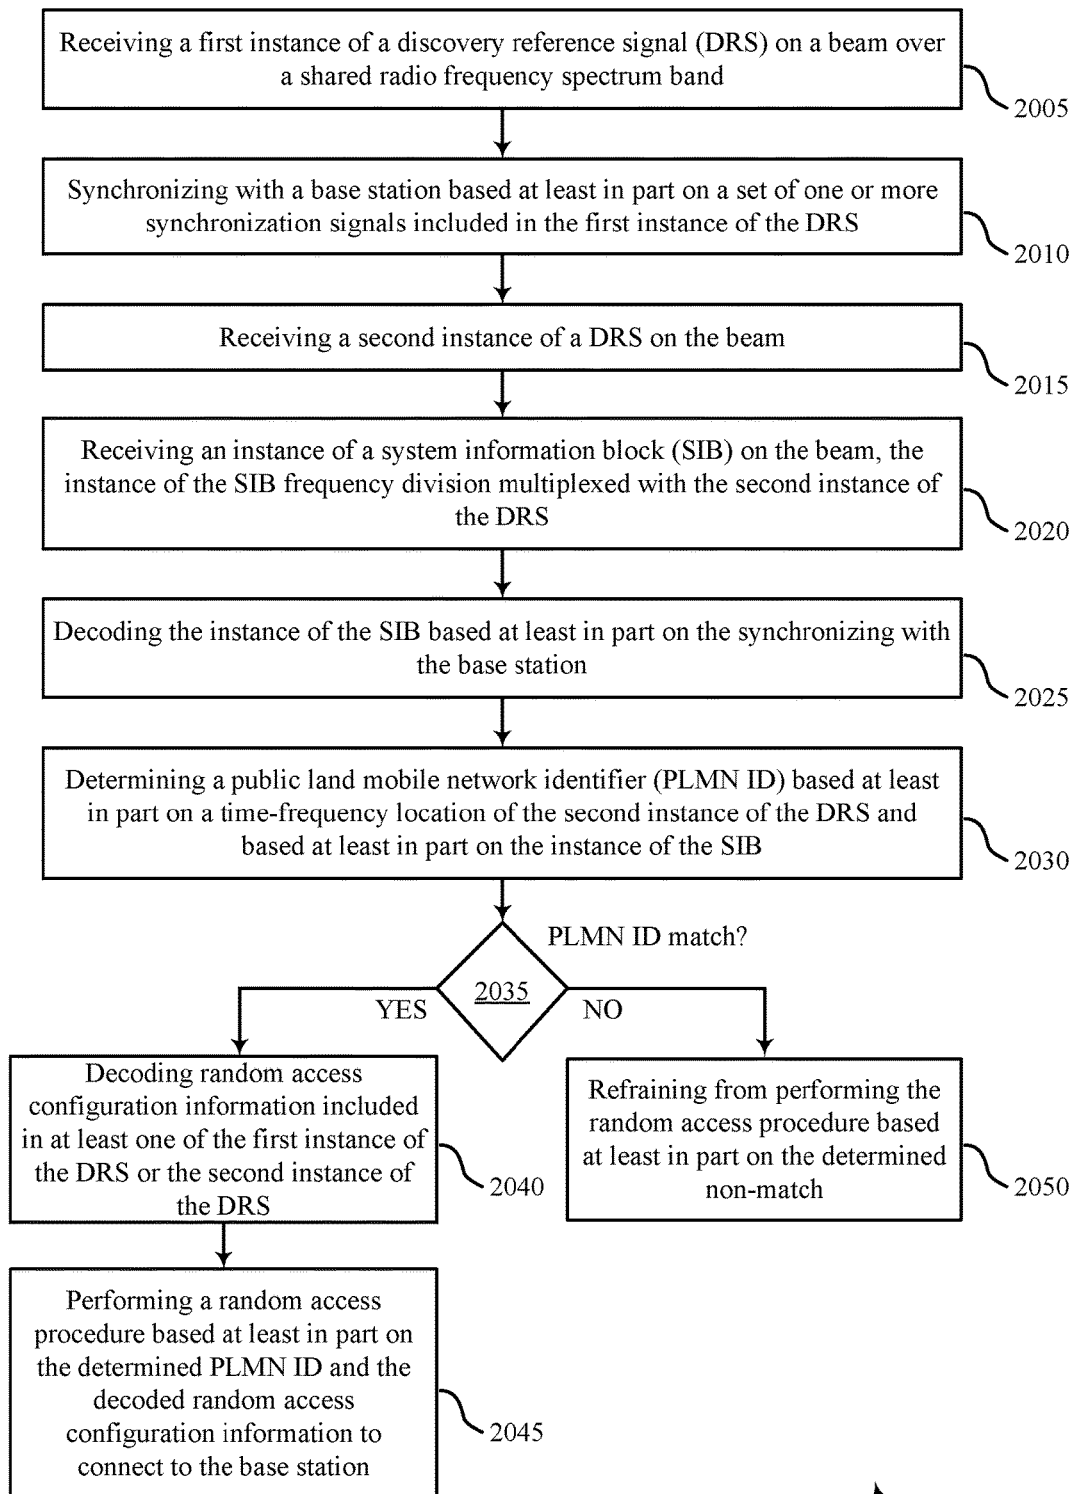 Receiving a first instance of a discovery reference signal (DRS) on a beam over
a shared radio frequency spectrum band
2005
Synchronizing with a base station based at least in part on a set of one or more
synchronization signals included in the first instance of the DRS
2010
Receiving a second instance of a DRS on the beam
2015
Receiving an instance of a system information block (SIB) on the beam, the
instance of the SIB frequency division multiplexed with the second instance of
the DRS
2020
Decoding the instance of the SIB based at least in part on the synchronizing with
the base station
2025
Determining a public land mobile network identifier (PLMN ID) based at least
in part on a time-frequency location of the second instance of the DRS and
based at least in part on the instance of the SIB
2030
PLMN ID match?
2035
YES
NO
Decoding random access
configuration information included
in at least one of the first instance of
the DRS or the second instance of
the DRS
2040
Refraining from performing the
random access procedure based
at least in part on the determined
non-match
2050
Performing a random access
procedure based at least in part on
the determined PLMN ID and the
decoded random access
configuration information to
connect to the base station
2045